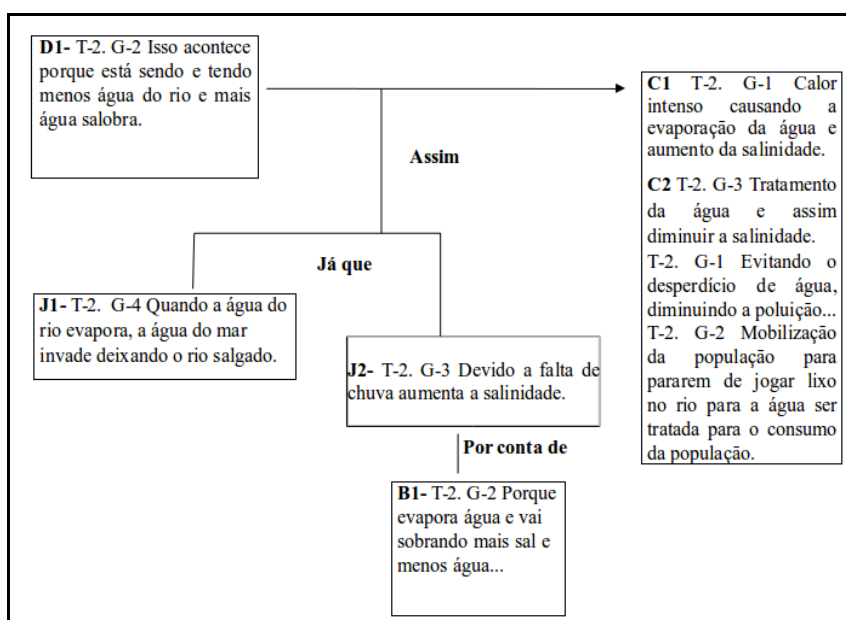 D1- T-2. G-2 Isso acontece
porque está sendo e tendo
menos água do rio e mais
água salobra.
Assim
C1 T-2. G-1 Calor
intenso causando a
evaporação da água e
aumento da salinidade.
C2 T-2. G-3 Tratamento
da água e assim
diminuir a salinidade.
T-2. G-1 Evitando o
desperdício de água,
diminuindo a poluição...
T-2. G-2 Mobilização
da população para
pararem de jogar lixo
no rio para a água ser
tratada para o consumo
da população.
Já que
J1- T-2. G-4 Quando a água do
rio evapora, a água do mar
invade deixando o rio salgado.
J2- T-2. G-3 Devido a falta de
chuva aumenta a salinidade.
Por conta de
B1- T-2. G-2 Porque
evapora água e vai
sobrando mais sal e
menos água...